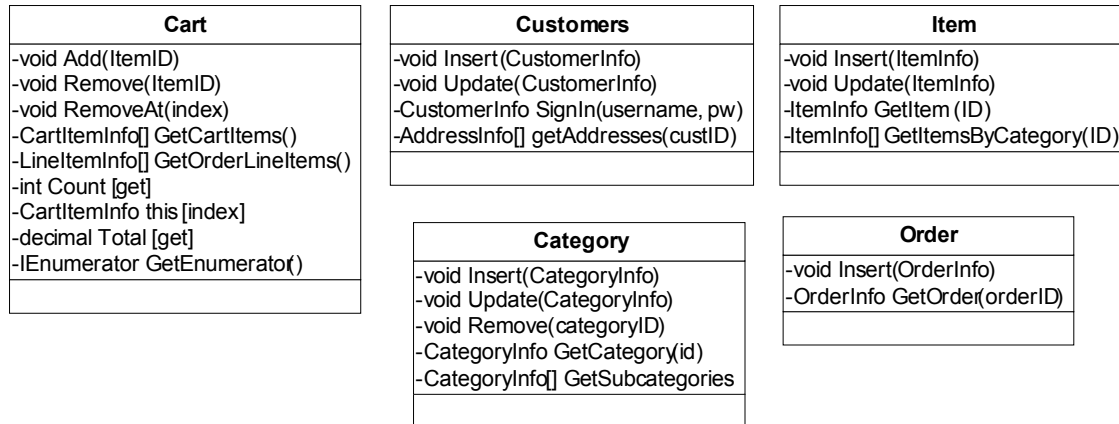 Cart
-void Add(ItemID)
-void Remove(ItemID)
-void RemoveAt(index)
-CartItemInfo[] GetCartItems()
-LineItemInfo[] GetOrderLineItems()
-int Count [get]
-CartItemInfo this [index]
-decimal Total [get]
-IEnumerator GetEnumerator()
Customers
-void Insert(CustomerInfo)
-void Update(CustomerInfo)
-CustomerInfo SignIn(username, pw)
-AddressInfo[] getAddresses(custID)
Item
-void Insert(ItemInfo)
-void Update(ItemInfo)
-ItemInfo GetItem (ID)
-ItemInfo[] GetItemsByCategory(ID)
Category
-void Insert(CategoryInfo)
-void Update(CategoryInfo)
-void Remove(categoryID)
-CategoryInfo GetCategory(id)
-CategoryInfo[] GetSubcategories
Order
-void Insert(OrderInfo)
-OrderInfo GetOrder(orderID)